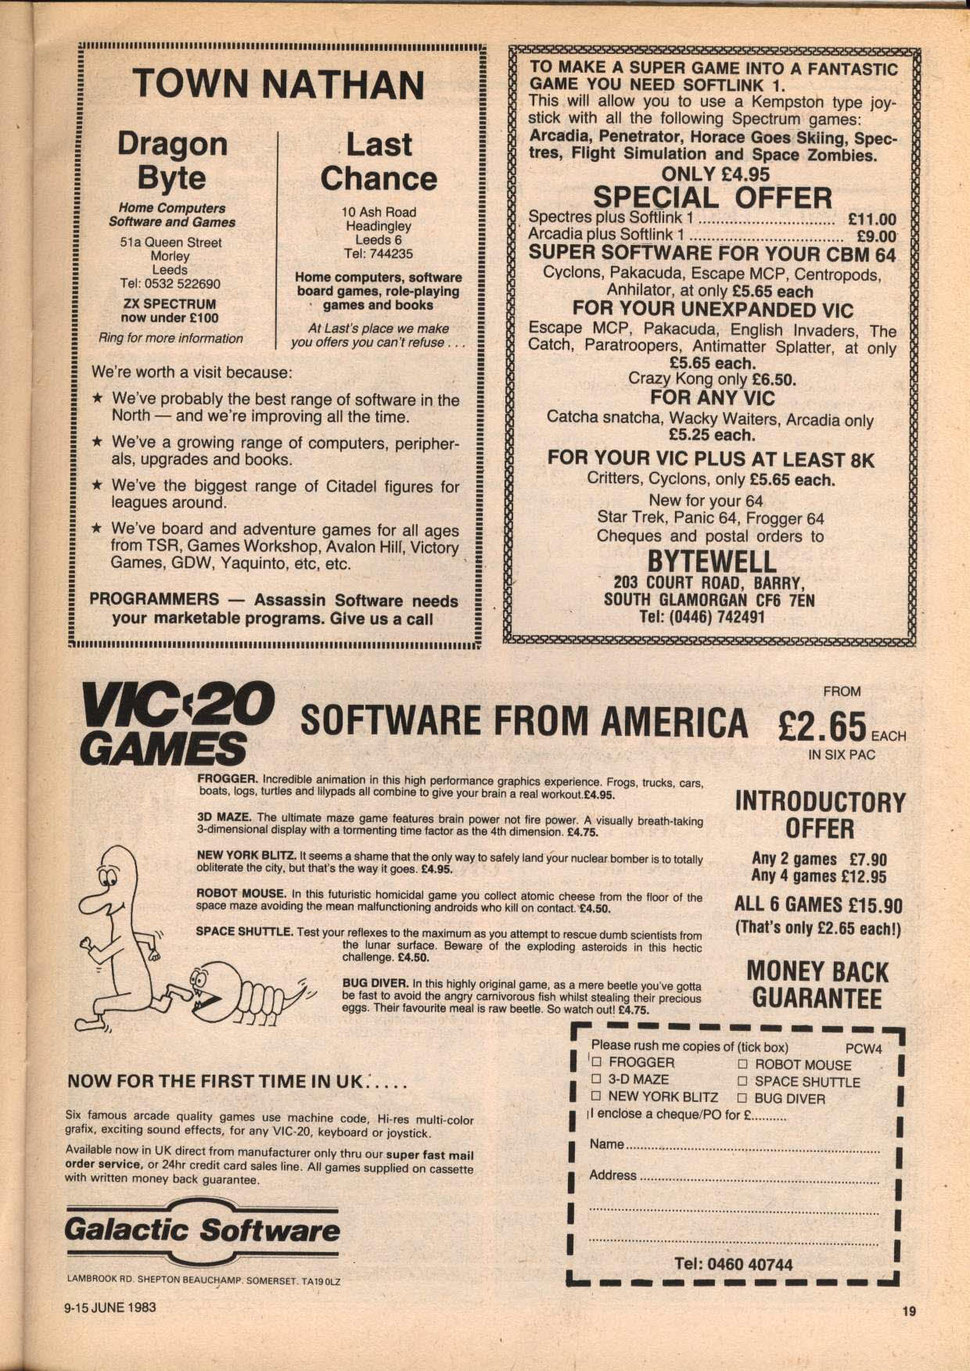 TOWN NATHAN
Dragon
Byte
Home Computers
Software and Games
51a Queen Street
Morley
Leeds
Tel: 0532 522690
ZX SPECTRUM
now under £100
Ring for more information
Last
Chance
10 Ash Road
Headingley
Leeds 6
Tel: 744235
Home computers, software
board games, role-playing
games and books
At Last's place we make
you offers you can't refuse . . .
We're worth a visit because:
★ We've probably the best range of software in the
North — and we're improving all the time.
★ We've a growing range of computers, peripher-
als, upgrades and books.
★ We've the biggest range of Citadel figures for
leagues around.
★ We've board and adventure games for all ages
from TSR, Games Workshop, Avalon Hill, Victory
Games, GDW, Yaquinto, etc, etc.
PROGRAMMERS — Assassin Software needs
your marketable programs. Give us a call
TO MAKE A SUPER GAME INTO A FANTASTIC
GAME YOU NEED SOFTLINK 1.
This will allow you to use a Kempston type joy-
stick with all the following Spectrum games:
Arcadia, Penetrator, Horace Goes Skiing, Spec-
tres, Flight Simulation and Space Zombies.
ONLY £4.95
SPECIAL OFFER
Spectres plus Softlink 1 .............................. £11.00
Arcadia plus Softlink 1 .................................. £9.00
SUPER SOFTWARE FOR YOUR CBM 64
Cyclons, Pakacuda, Escape MCP, Centropods,
Anhilator, at only £5.65 each
FOR YOUR UNEXPANDED VIC
Escape MCP, Pakacuda, English Invaders, The
Catch, Paratroopers, Antimatter Splatter, at only
£5.65 each.
Crazy Kong only £6.50.
FOR ANY VIC
Catcha snatcha, Wacky Waiters, Arcadia only
£5.25 each.
FOR YOUR VIC PLUS AT LEAST 8K
Critters, Cyclons, only £5.65 each.
New for your 64
Star Trek, Panic 64, Frogger 64
Cheques and postal orders to
BYTEWELL
203 COURT ROAD, BARRY,
SOUTH GLAMORGAN CF6 7EN
Tel: (0446) 742491
VIC-20
GAMES
SOFTWARE FROM AMERICA
FROM
£2.65 EACH
IN SIX PAC
FROGGER. Incredible animation in this high performance graphics experience. Frogs, trucks, cars,
boats, logs, turtles and lilypads all combine to give your brain a real workout.£4.95.
3D MAZE. The ultimate maze game features brain power not fire power. A visually breath-taking
3-dimensional display with a tormenting time factor as the 4th dimension. £4.75.
NEW YORK BLITZ. It seems a shame that the only way to safely land your nuclear bomber is to totally
obliterate the city, but that's the way it goes. £4.95.
ROBOT MOUSE. In this futuristic homicidal game you collect atomic cheese from the floor of the
space maze avoiding the mean malfunctioning androids who kill on contact. £4.50.
SPACE SHUTTLE. Test your reflexes to the maximum as you attempt to rescue dumb scientists from
the lunar surface. Beware of the exploding asteroids in this hectic
challenge. £4.50.
BUG DIVER. In this highly original game, as a mere beetle you've gotta
be fast to avoid the angry carnivorous fish whilst stealing their precious
eggs. Their favourite meal is raw beetle. So watch out! £4.75.
INTRODUCTORY
OFFER
Any 2 games £7.90
Any 4 games £12.95
ALL 6 GAMES £15.90
(That's only £2.65 each!)
MONEY BACK
GUARANTEE
NOW FOR THE FIRST TIME IN UK.....
Six famous arcade quality games use machine code, Hi-res multi-color
grafix, exciting sound effects, for any VIC-20, keyboard or joystick.
Available now in UK direct from manufacturer only thru our super fast mail
order service, or 24hr credit card sales line. All games supplied on cassette
with written money back guarantee.
Galactic Software
LAMBROOK RD. SHEPTON BEAUCHAMP. SOMERSET. TA19 0LZ
Please rush me copies of (tick box) PCW4
☐ FROGGER ☐ ROBOT MOUSE
☐ 3-D MAZE ☐ SPACE SHUTTLE
☐ NEW YORK BLITZ ☐ BUG DIVER
I enclose a cheque/PO for £..........
Name..............................
Address..............................
Tel: 0460 40744
9-15 JUNE 1983
19